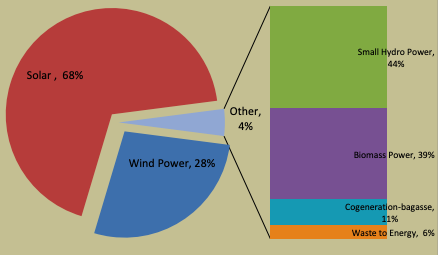 Solar , 68%
Other,
4%
Wind Power, 28%
Small Hydro Power,
44%
Biomass Power, 39%
Cogeneration-bagasse,
11%
Waste to Energy, 6%